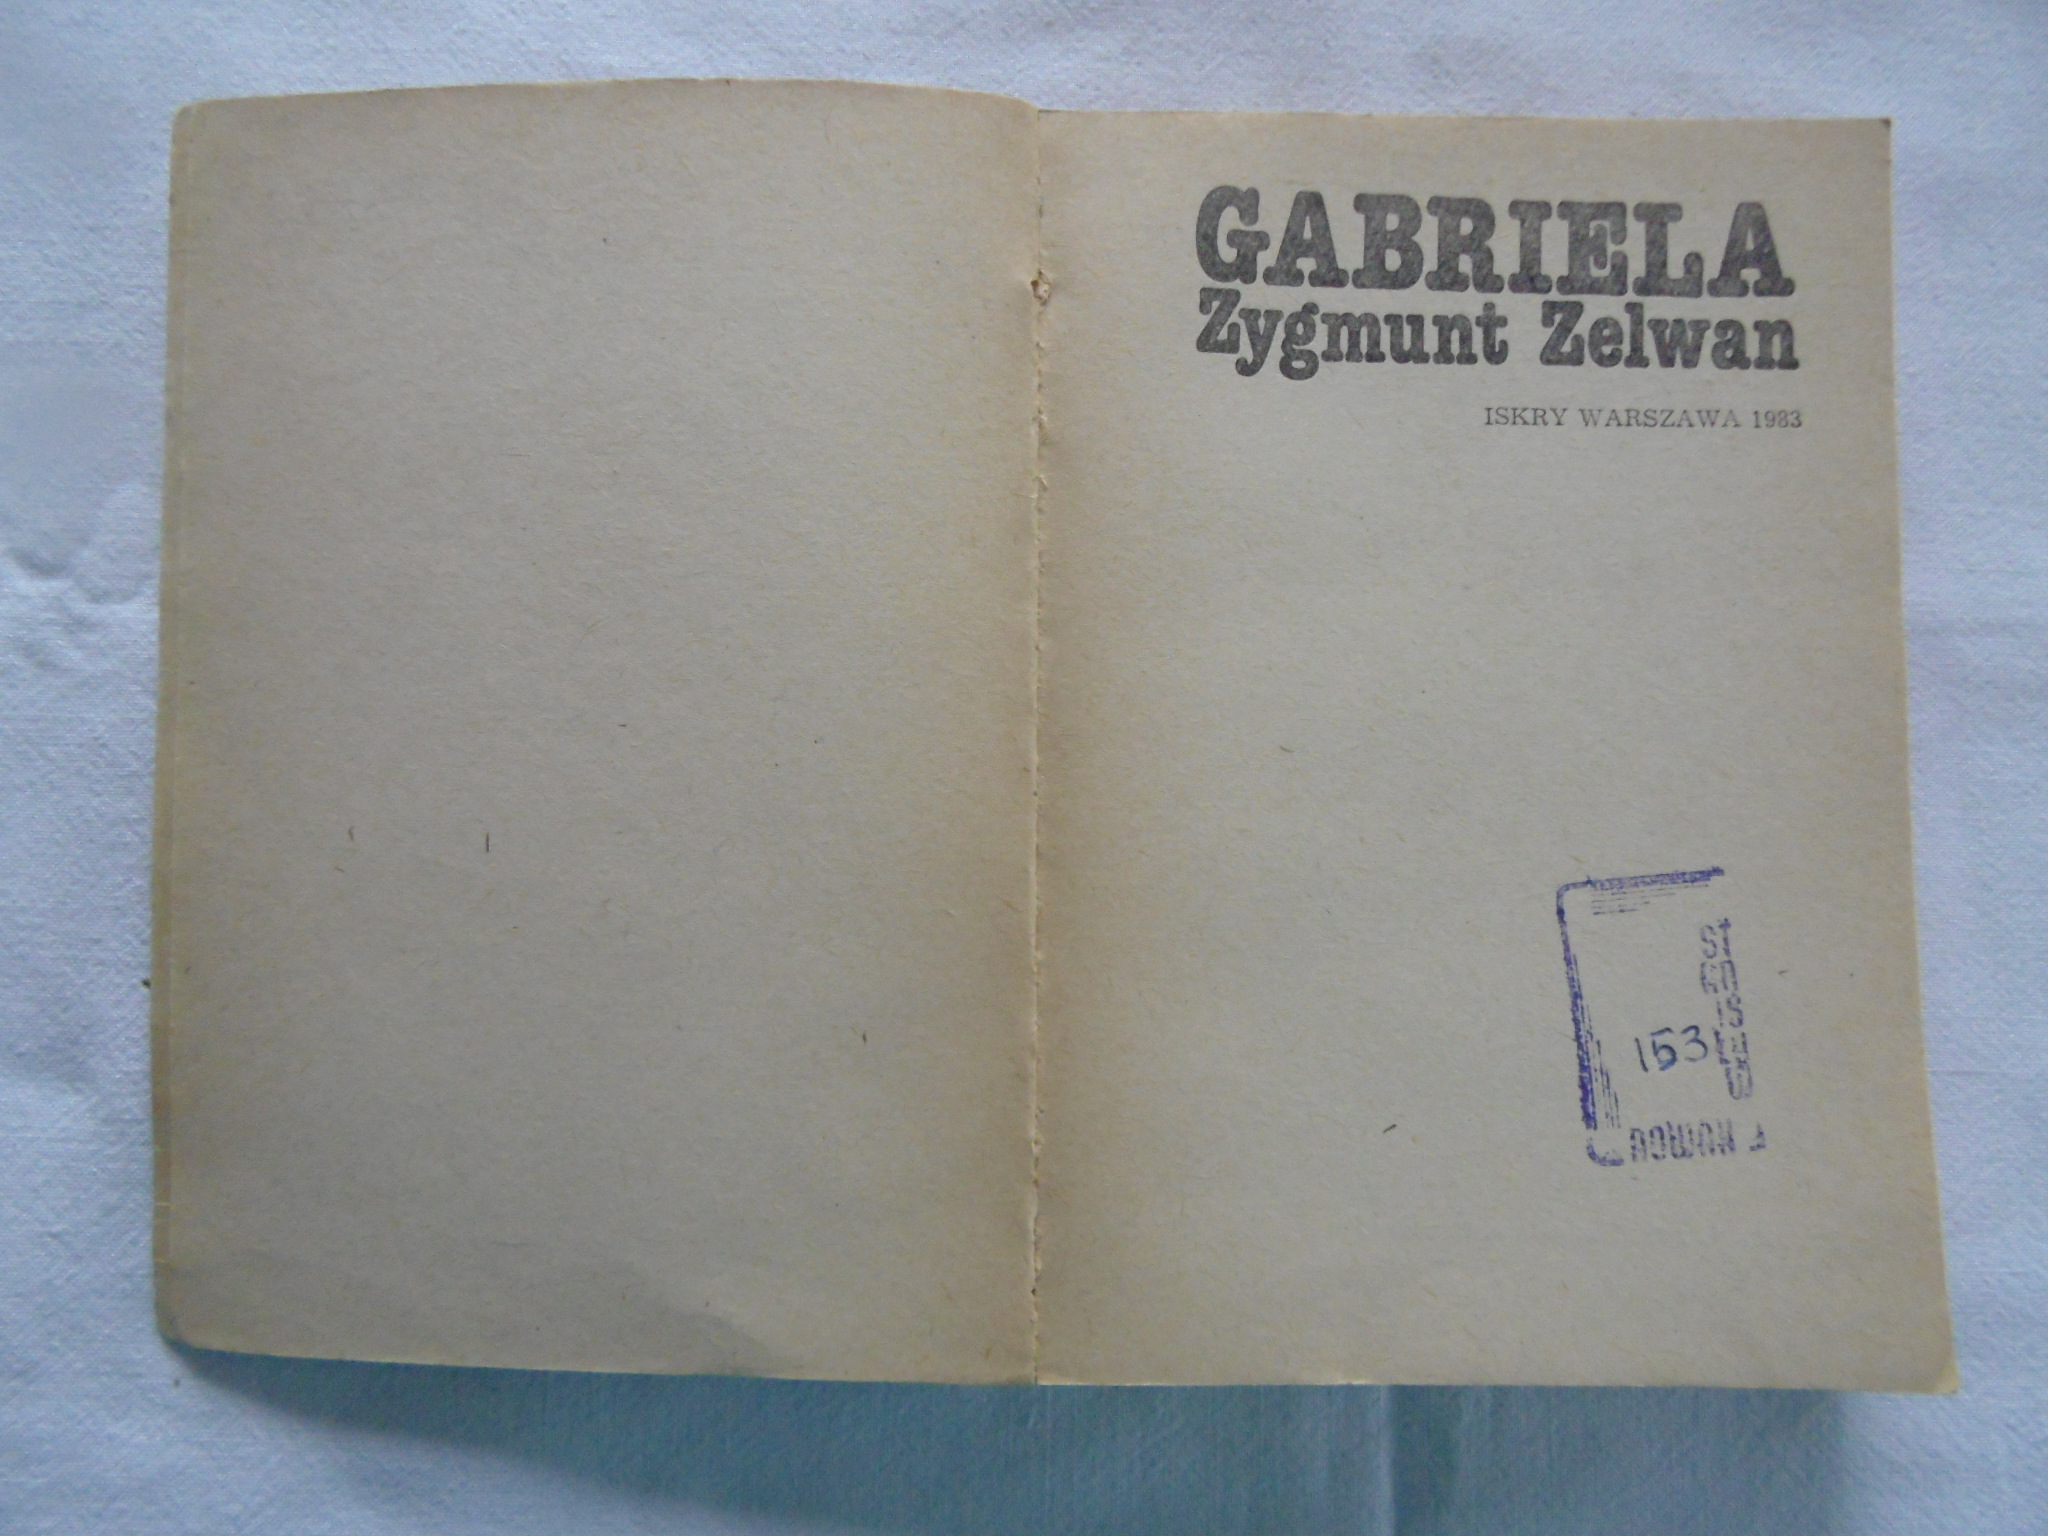 GABRIELA
Zygmunt Zelwan
ISKRY WARSZAWA 1983
153